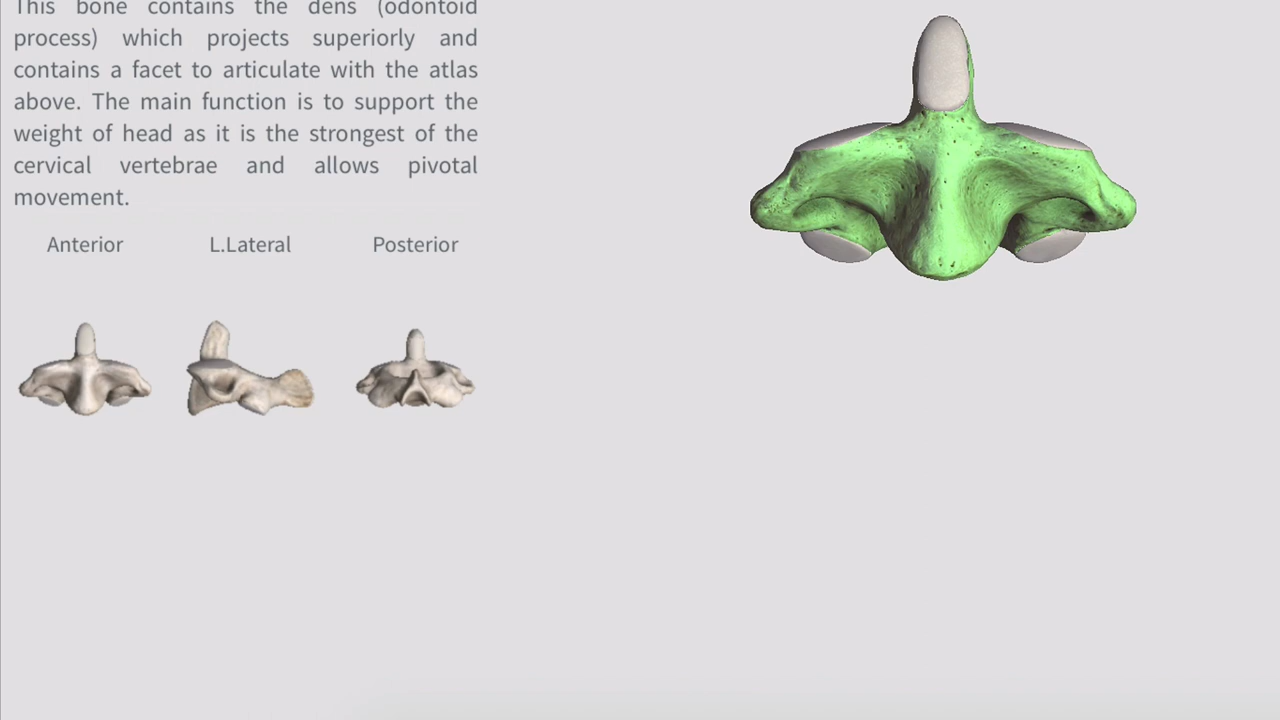 This bone contains the dens (odontoid
process) which projects superiorly and
contains a facet to articulate with the atlas
above. The main function is to support the
weight of head as it is the strongest of the
cervical vertebrae and allows pivotal
movement.
Anterior L.Lateral Posterior